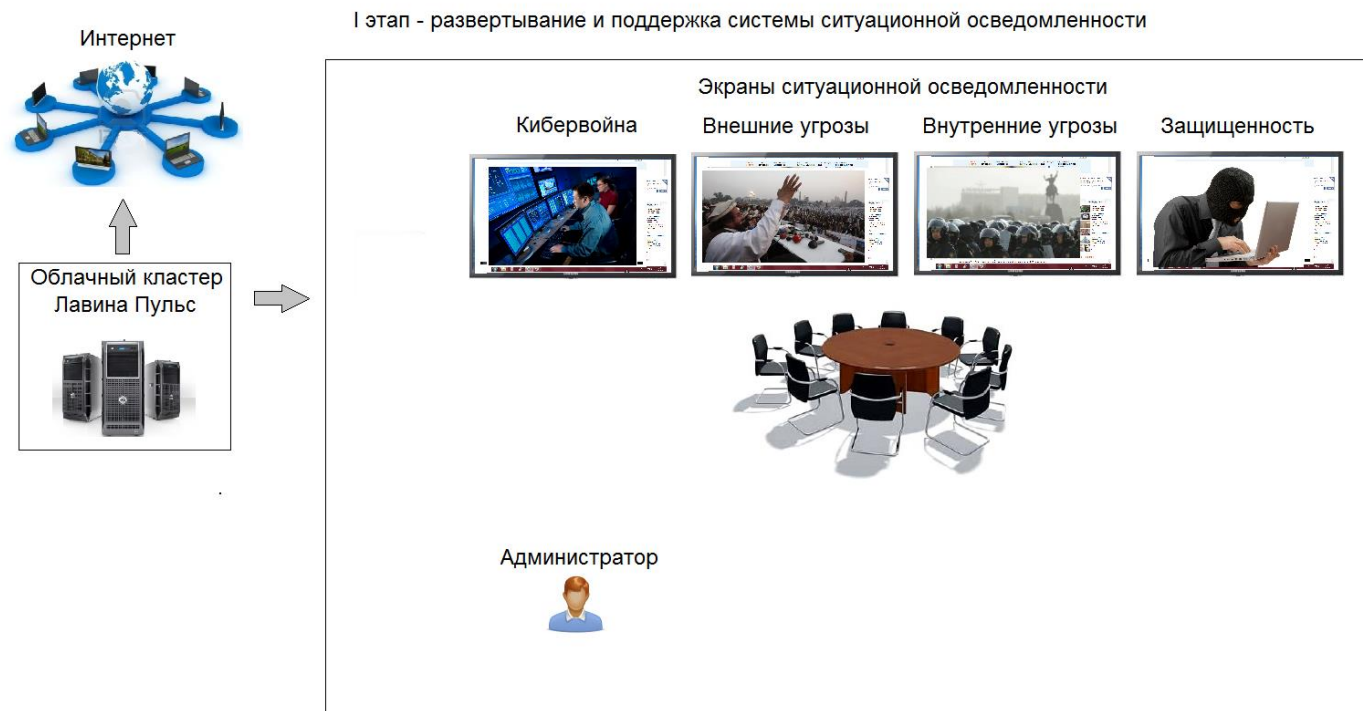 I этап - развертывание и поддержка системы ситуационной осведомленности
Интернет
Экраны ситуационной осведомленности
Кибервойна
Внешние угрозы
Внутренние угрозы
Защищенность
Облачный кластер
Лавина Пульс
Администратор